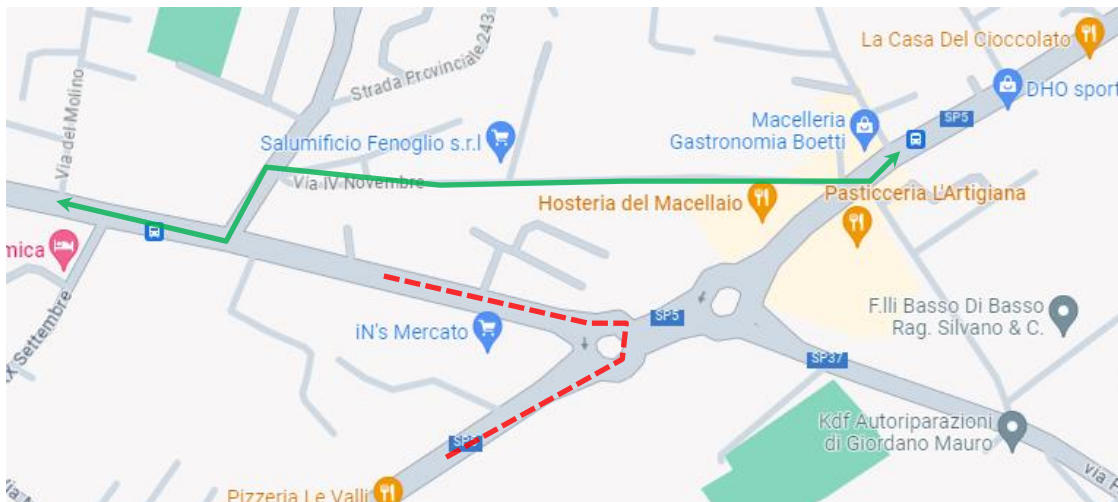 La Casa Del Cioccolato
Strada Provinciale 243
DHO sport
SP5
Via del Molino
Macelleria
Gastronomia Boetti
Salumificio Fenoglio s.r.l
Via IV Novembre
Hosteria del Macellaio
Pasticceria L'Artigiana
mica
F.lli Basso Di Basso
Rag. Silvano & C.
SP5
iN's Mercato
XX Settembre
SP37
Kdf Autoriparazioni
di Giordano Mauro
Pizzeria Le Valli
via